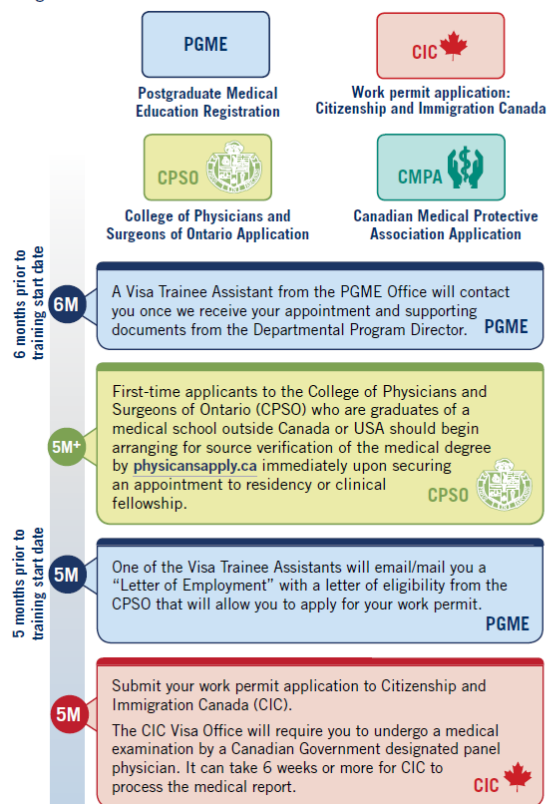 PGME
Postgraduate Medical
Education Registration
CIC
Work permit application:
Citizenship and Immigration Canada
CPSO
College of Physicians and
Surgeons of Ontario Application
CMPA
Canadian Medical Protective
Association Application
6 months prior to
training start date
6M
A Visa Trainee Assistant from the PGME Office will contact
you once we receive your appointment and supporting
documents from the Departmental Program Director.
PGME
5M+
First-time applicants to the College of Physicians and
Surgeons of Ontario (CPSO) who are graduates of a
medical school outside Canada or USA should begin
arranging for source verification of the medical degree
by physicansapply.ca immediately upon securing
an appointment to residency or clinical
fellowship.
CPSO
5 months prior to
training start date
5M
One of the Visa Trainee Assistants will email/mail you a
“Letter of Employment” with a letter of eligibility from the
CPSO that will allow you to apply for your work permit.
PGME
5M
Submit your work permit application to Citizenship and
Immigration Canada (CIC).
The CIC Visa Office will require you to undergo a medical
examination by a Canadian Government designated panel
physician. It can take 6 weeks or more for CIC to
process the medical report.
CIC